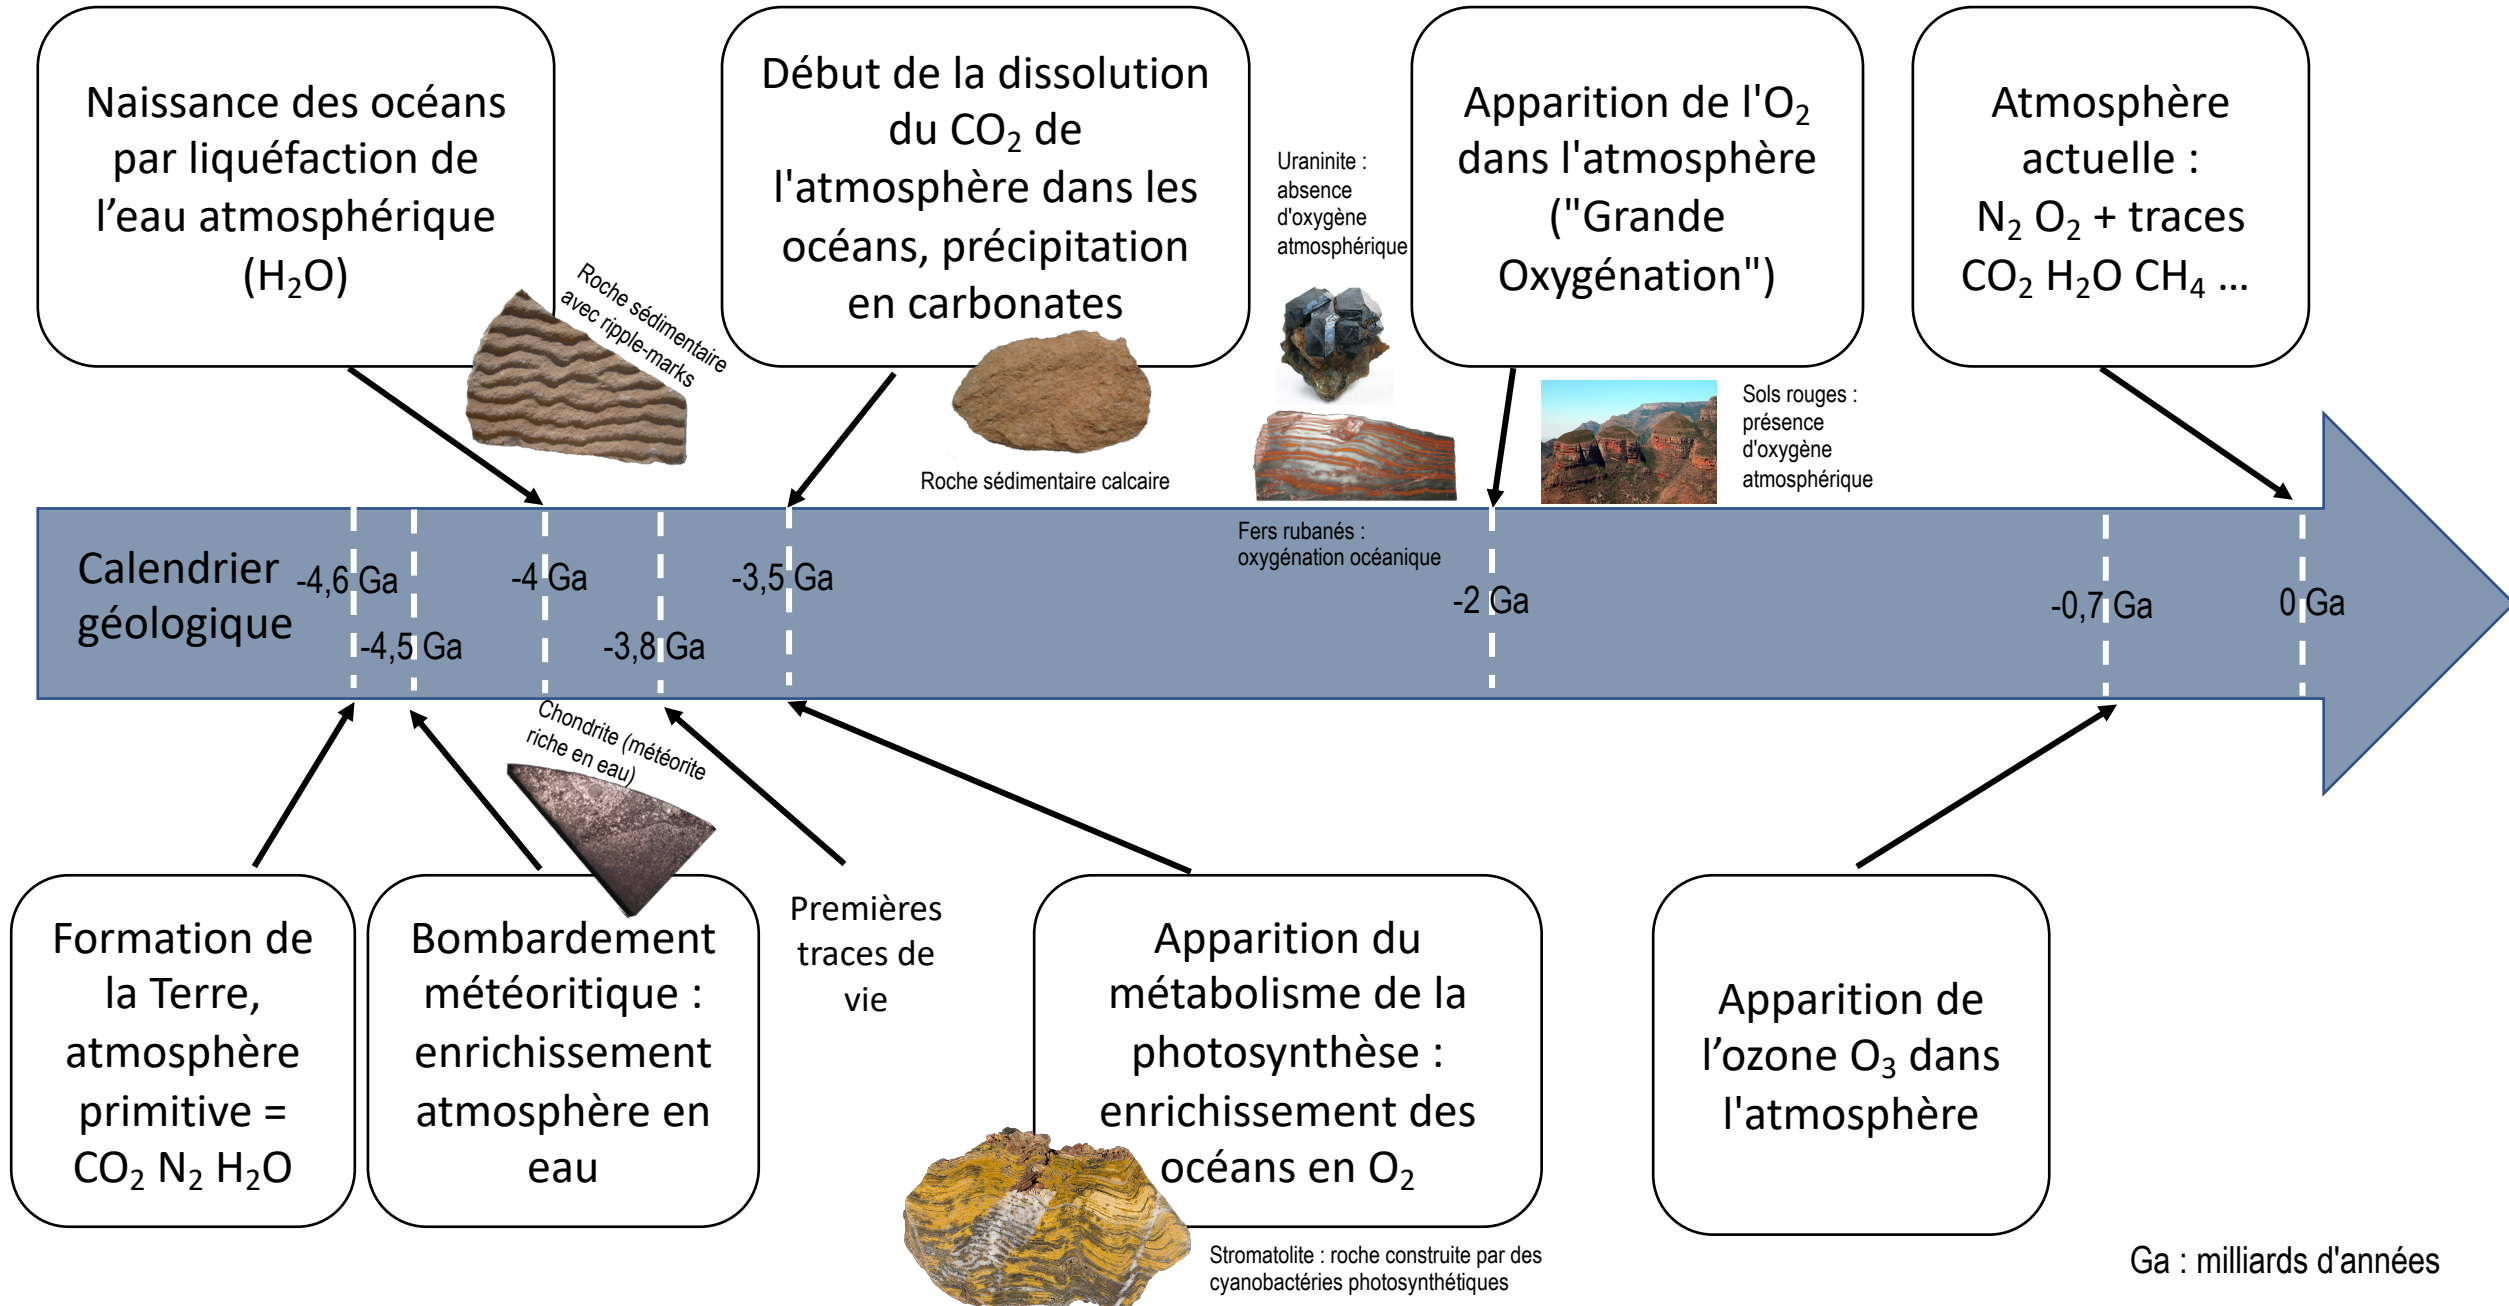 Naissance des océans
par liquéfaction de
l’eau atmosphérique
(H₂O)
Roche sédimentaire
avec ripple-marks
Début de la dissolution
du CO₂ de
l'atmosphère dans les
océans, précipitation
en carbonates
Roche sédimentaire calcaire
Uraninite :
absence
d'oxygène
atmosphérique
Apparition de l'O₂
dans l'atmosphère
("Grande
Oxygénation")
Sols rouges :
présence
d'oxygène
atmosphérique
Atmosphère
actuelle :
N₂ O₂ + traces
CO₂ H₂O CH₄ ...
Fers rubanés :
oxygénation océanique
Calendrier
géologique
-4,6 Ga
-4,5 Ga
-4 Ga
-3,8 Ga
-3,5 Ga
-2 Ga
-0,7 Ga
0 Ga
Chondrite (météorite
riche en eau)
Formation de
la Terre,
atmosphère
primitive =
CO₂ N₂ H₂O
Bombardement
météoritique :
enrichissement
atmosphère en
eau
Premières
traces de
vie
Apparition du
métabolisme de la
photosynthèse :
enrichissement des
océans en O₂
Stromatolite : roche construite par des
cyanobactéries photosynthétiques
Apparition de
l’ozone O₃ dans
l'atmosphère
Ga : milliards d'années